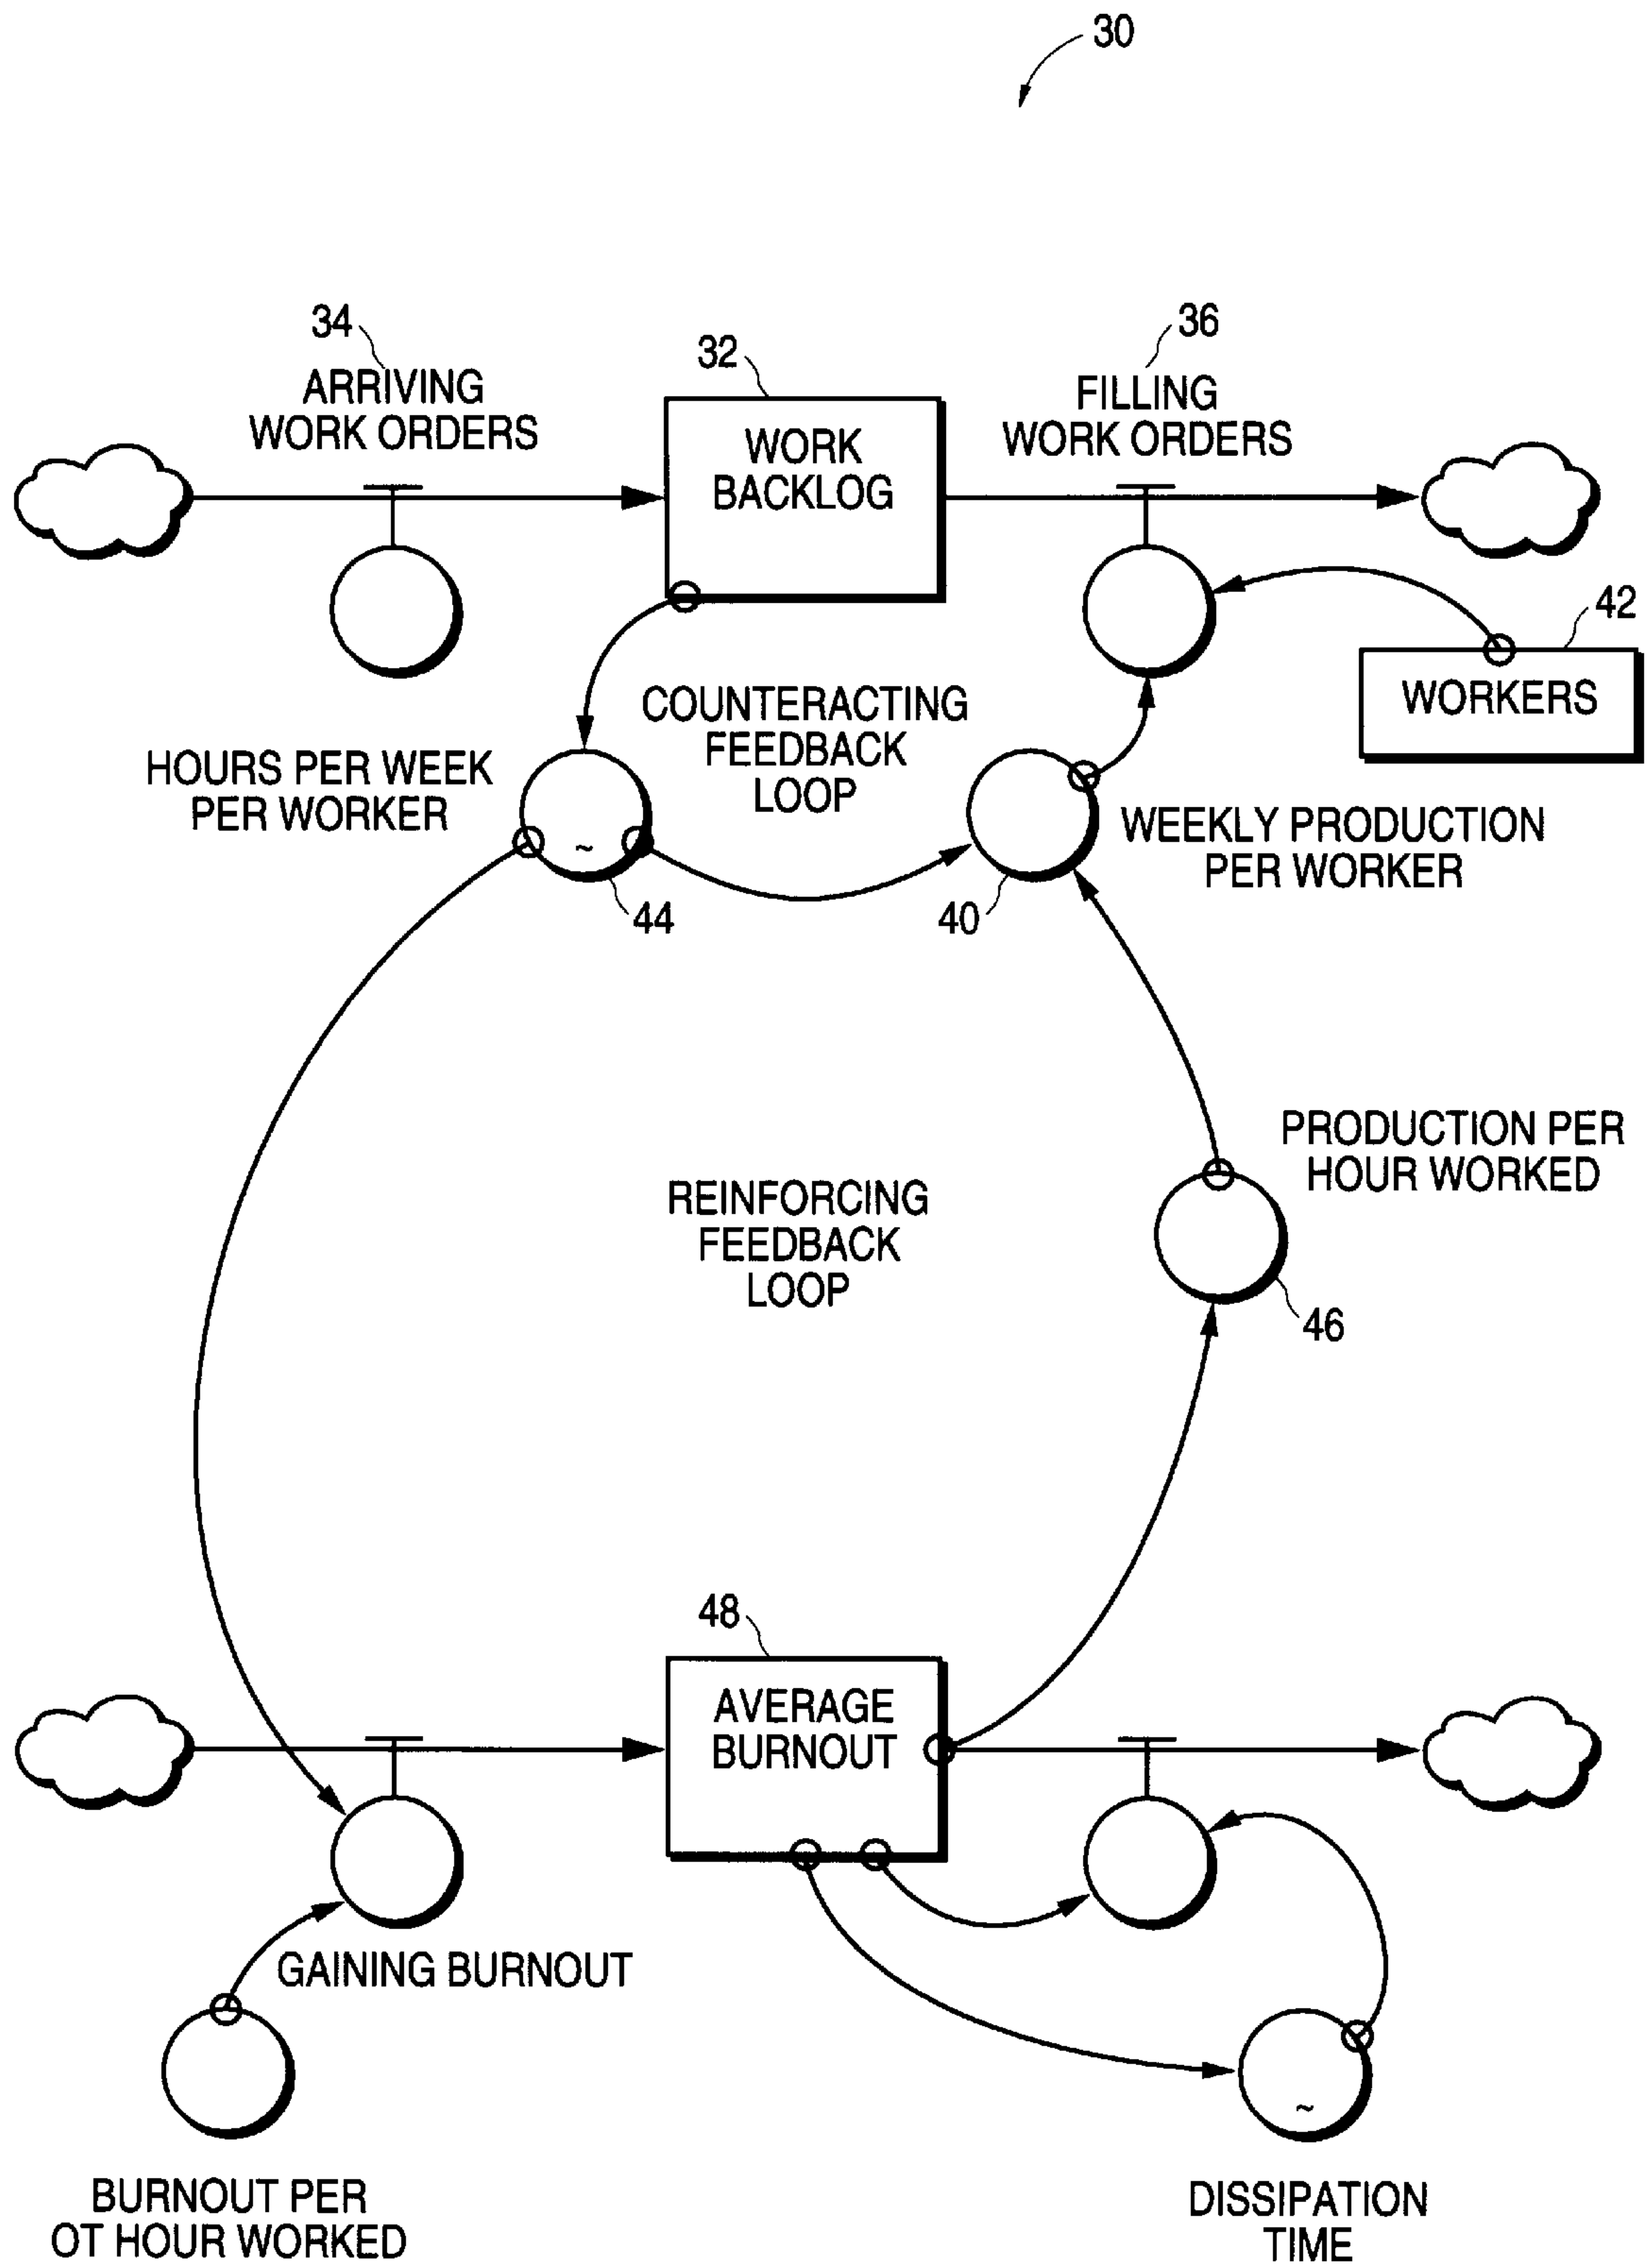 30
34
ARRIVING
WORK ORDERS
32
WORK
BACKLOG
36
FILLING
WORK ORDERS
42
WORKERS
COUNTERACTING
FEEDBACK
LOOP
HOURS PER WEEK
PER WORKER
~
44
40
WEEKLY PRODUCTION
PER WORKER
PRODUCTION PER
HOUR WORKED
REINFORCING
FEEDBACK
LOOP
46
48
AVERAGE
BURNOUT
GAINING BURNOUT
~
BURNOUT PER
OT HOUR WORKED
DISSIPATION
TIME